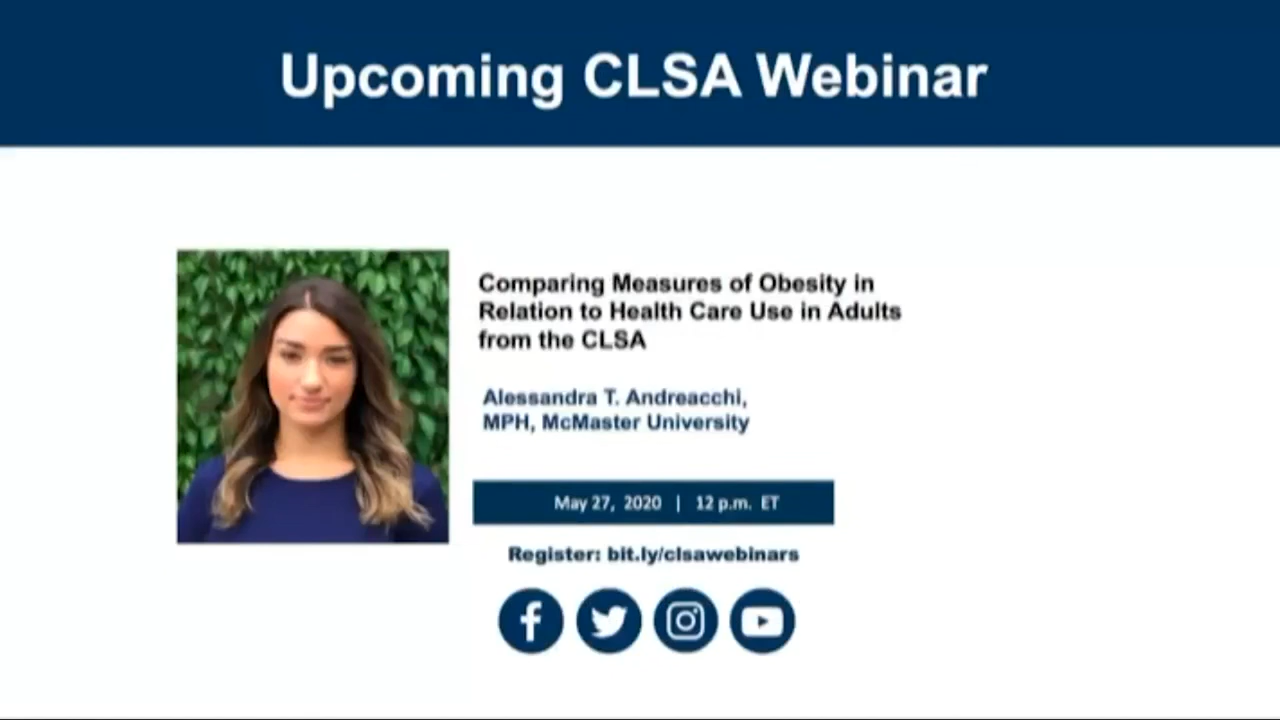 Upcoming CLSA Webinar
Comparing Measures of Obesity in
Relation to Health Care Use in Adults
from the CLSA
Alessandra T. Andreacchi,
MPH, McMaster University
May 27, 2020 | 12 p.m. ET
Register: bit.ly/clsawebinars